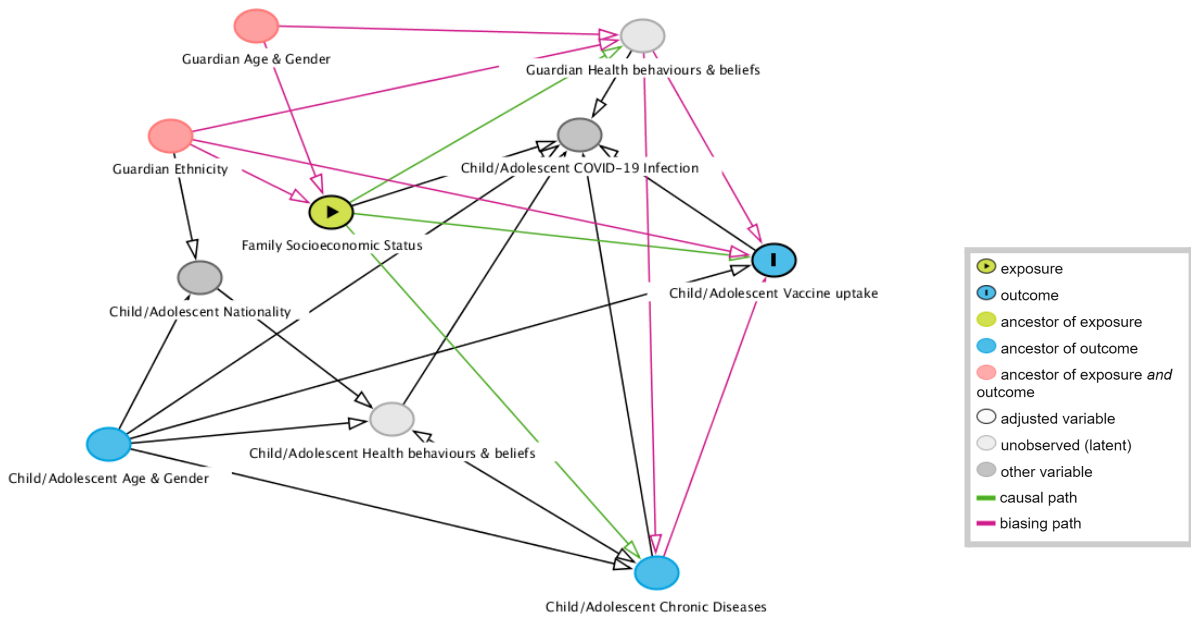 Guardian Age & Gender
Guardian Health behaviours & beliefs
Guardian Ethnicity
Child/Adolescent COVID-19 Infection
Family Socioeconomic Status
Child/Adolescent Nationality
Child/Adolescent Vaccine uptake
Child/Adolescent Health behaviours & beliefs
Child/Adolescent Age & Gender
Child/Adolescent Chronic Diseases
exposure
outcome
ancestor of exposure
ancestor of outcome
ancestor of exposure and
outcome
adjusted variable
unobserved (latent)
other variable
causal path
biasing path